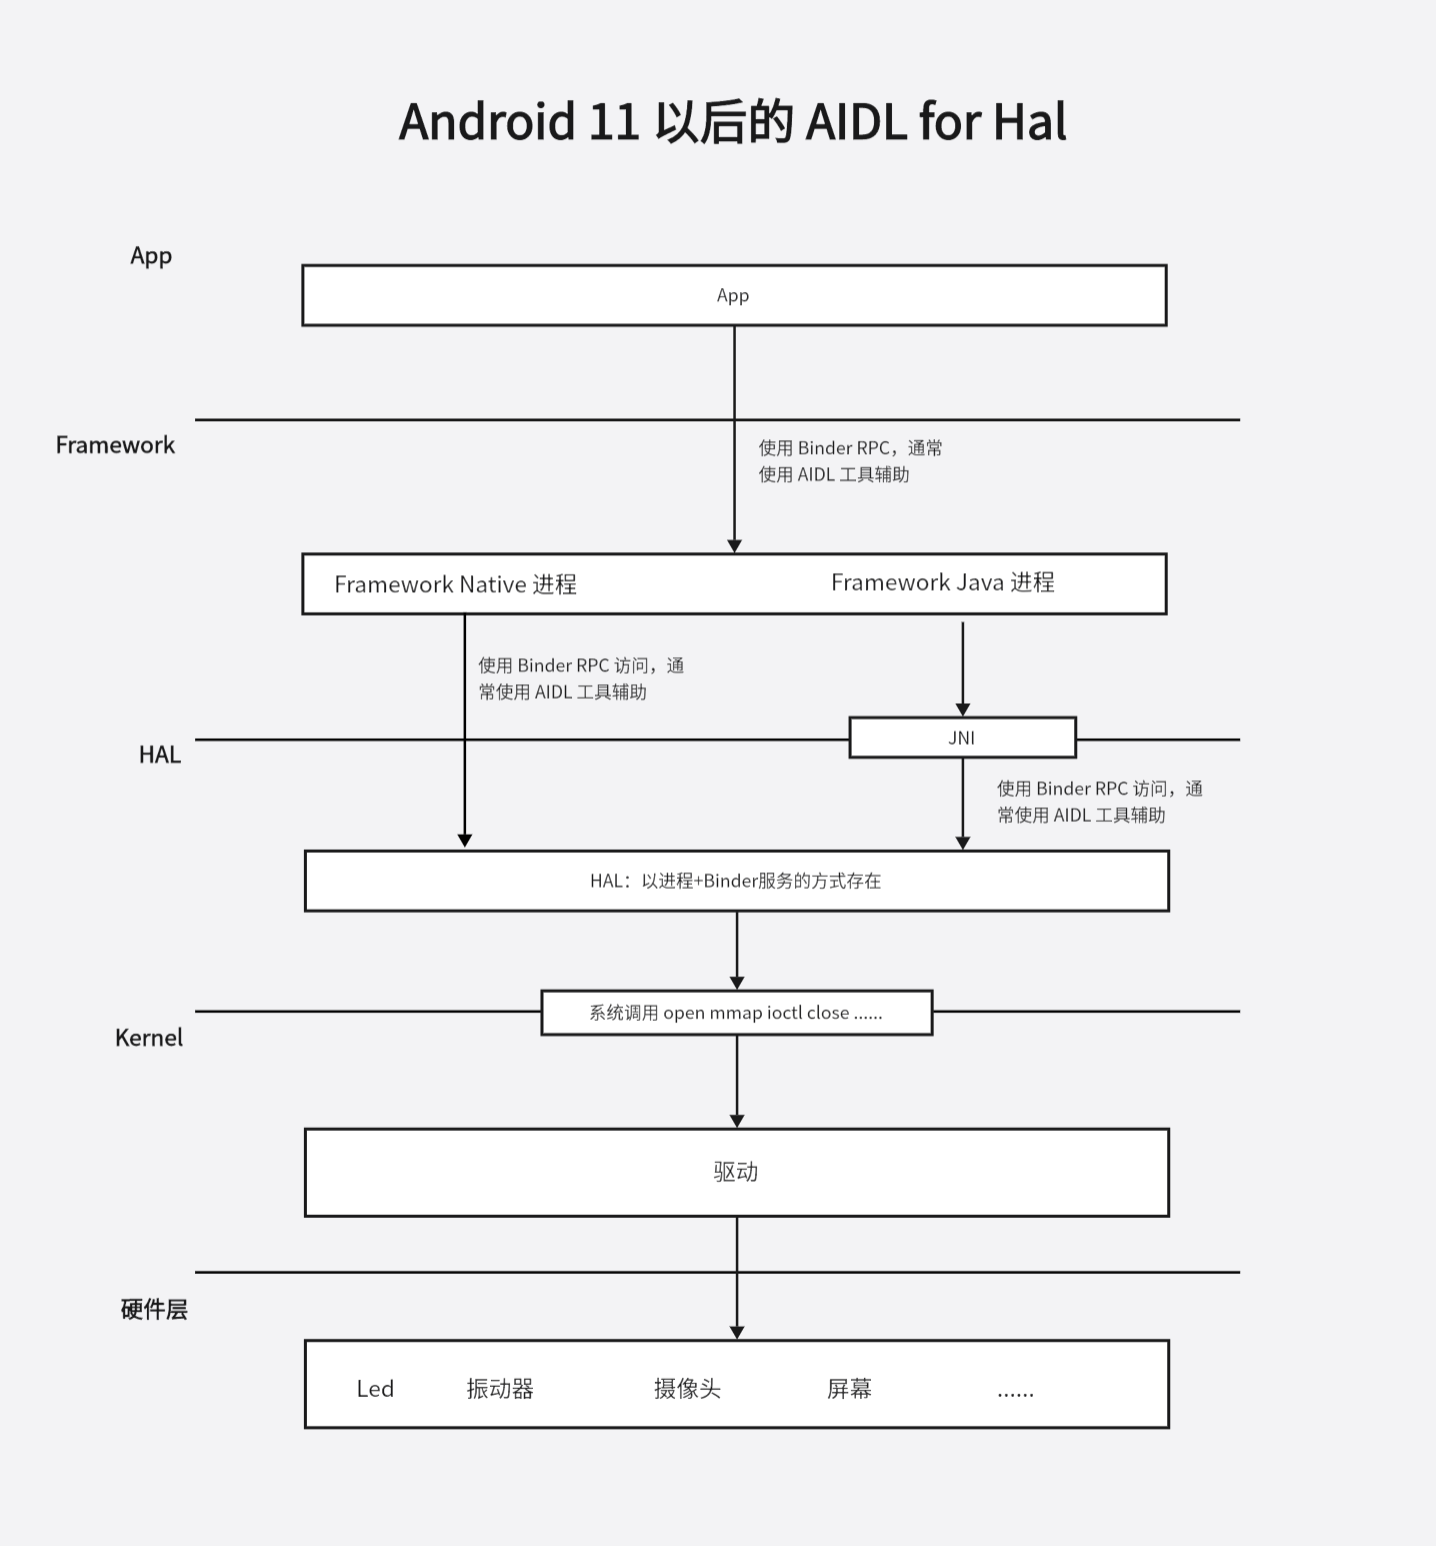 Android 11 以后的 AIDL for Hal
App
App
Framework
使用 Binder RPC，通常
使用 AIDL 工具辅助
Framework Native 进程
Framework Java 进程
使用 Binder RPC 访问，通
常使用 AIDL 工具辅助
JNI
HAL
使用 Binder RPC 访问，通
常使用 AIDL 工具辅助
HAL：以进程+Binder服务的方式存在
系统调用 open mmap ioctl close ......
Kernel
驱动
硬件层
Led 振动器 摄像头 屏幕 ......